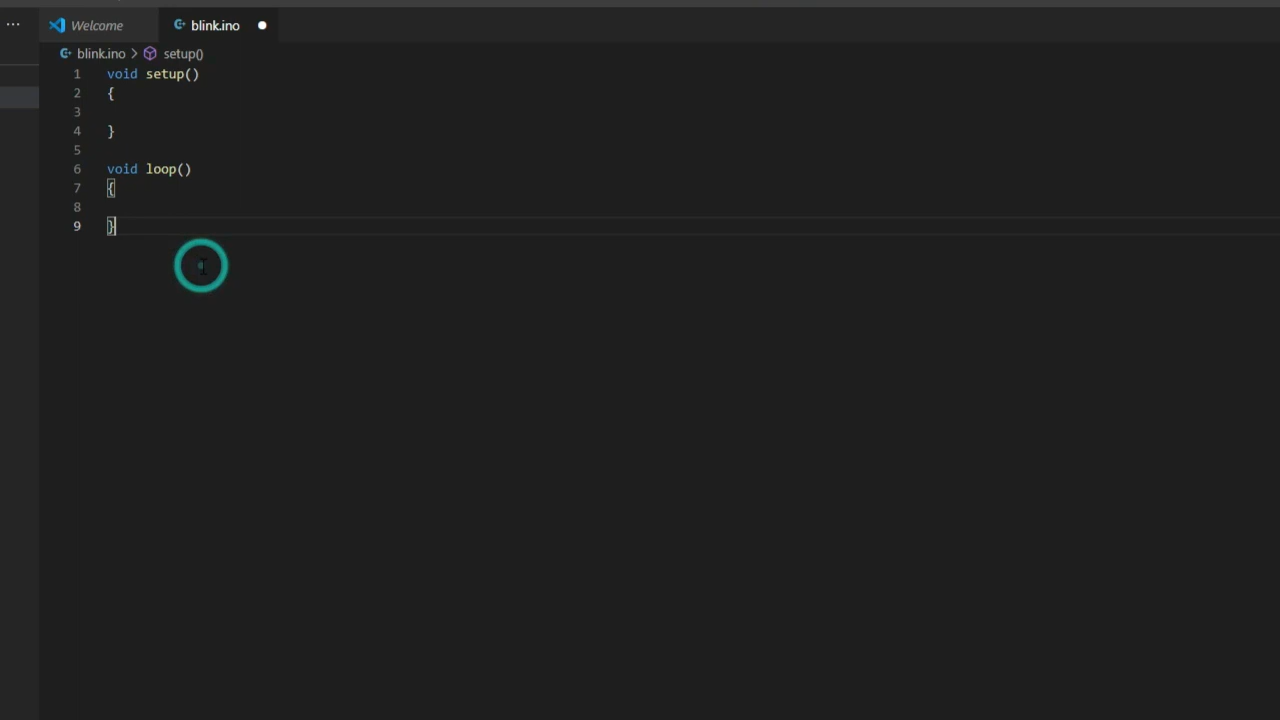 … Welcome blink.ino
blink.ino > setup()
1 void setup()
2 {
3
4 }
5
6 void loop()
7 {
8
9 }